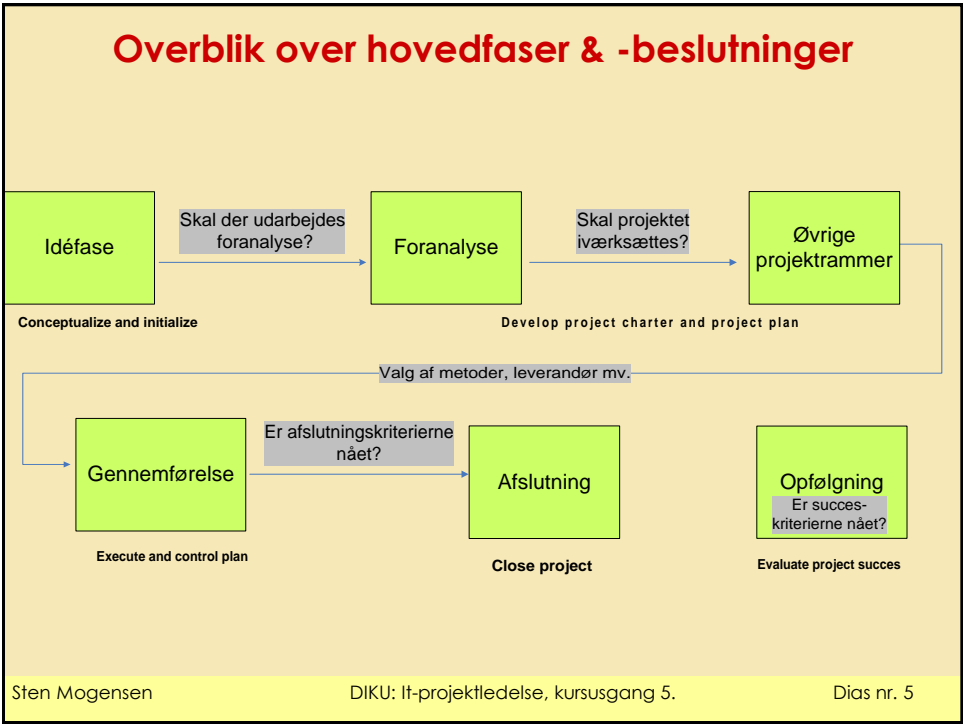 Overblik over hovedfaser & -beslutninger
Idéfase
Skal der udarbejdes
foranalyse?
Foranalyse
Skal projektet
iværksættes?
Øvrige
projektrammer
Conceptualize and initialize
Develop project charter and project plan
Valg af metoder, leverandør mv.
Gennemførelse
Er afslutningskriterierne
nået?
Afslutning
Opfølgning
Er succes-
kriterierne nået?
Execute and control plan
Close project
Evaluate project succes
Sten Mogensen
DIKU: It-projektledelse, kursusgang 5.
Dias nr. 5